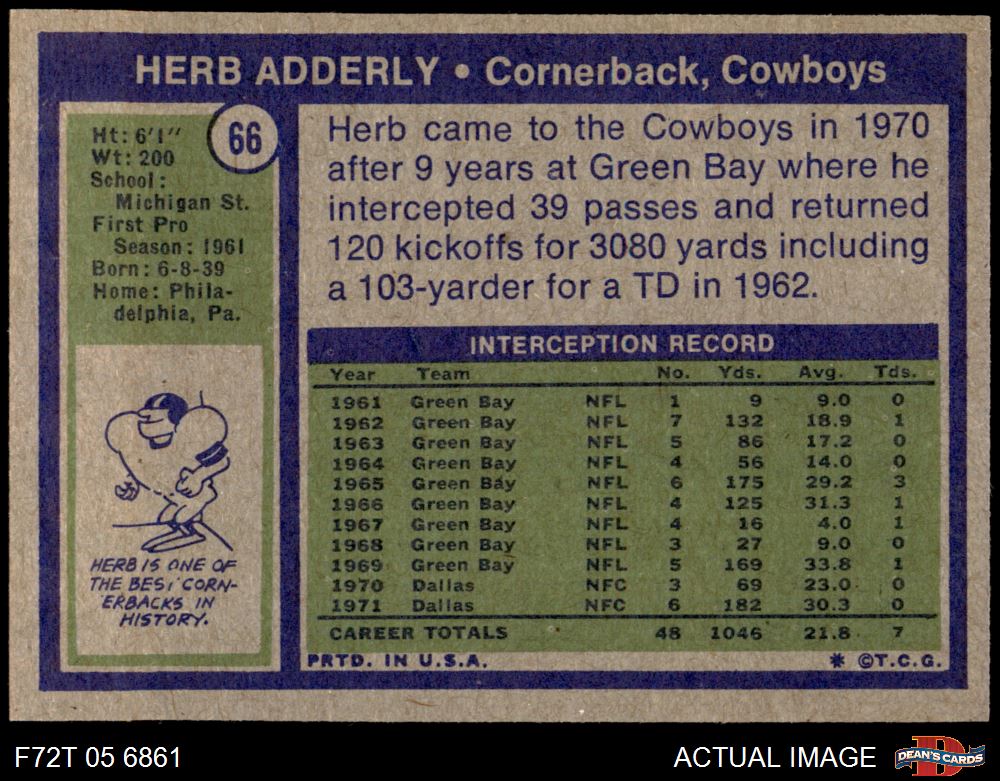 HERB ADDERLY • Cornerback, Cowboys
66
Ht: 6'1"
Wt: 200
School:
Michigan St.
First Pro
Season: 1961
Born: 6-8-39
Home: Phila-
delphia, Pa.
HERB IS ONE OF
THE BEST CORN-
ERBACKS IN
HISTORY.
Herb came to the Cowboys in 1970
after 9 years at Green Bay where he
intercepted 39 passes and returned
120 kickoffs for 3080 yards including
a 103-yarder for a TD in 1962.
INTERCEPTION RECORD
Year Team No. Yds. Avg. Tds.
1961 Green Bay NFL 1 9 9.0 0
1962 Green Bay NFL 7 132 18.9 1
1963 Green Bay NFL 5 86 17.2 0
1964 Green Bay NFL 4 56 14.0 0
1965 Green Bay NFL 6 175 29.2 3
1966 Green Bay NFL 4 125 31.3 1
1967 Green Bay NFL 4 16 4.0 1
1968 Green Bay NFL 3 27 9.0 0
1969 Green Bay NFL 5 169 33.8 1
1970 Dallas NFC 3 69 23.0 0
1971 Dallas NFC 6 182 30.3 0
CAREER TOTALS 48 1046 21.8 7
PRTD. IN U.S.A. * ©T.C.G.
F72T 05 6861 ACTUAL IMAGE D DEAN'S CARDS